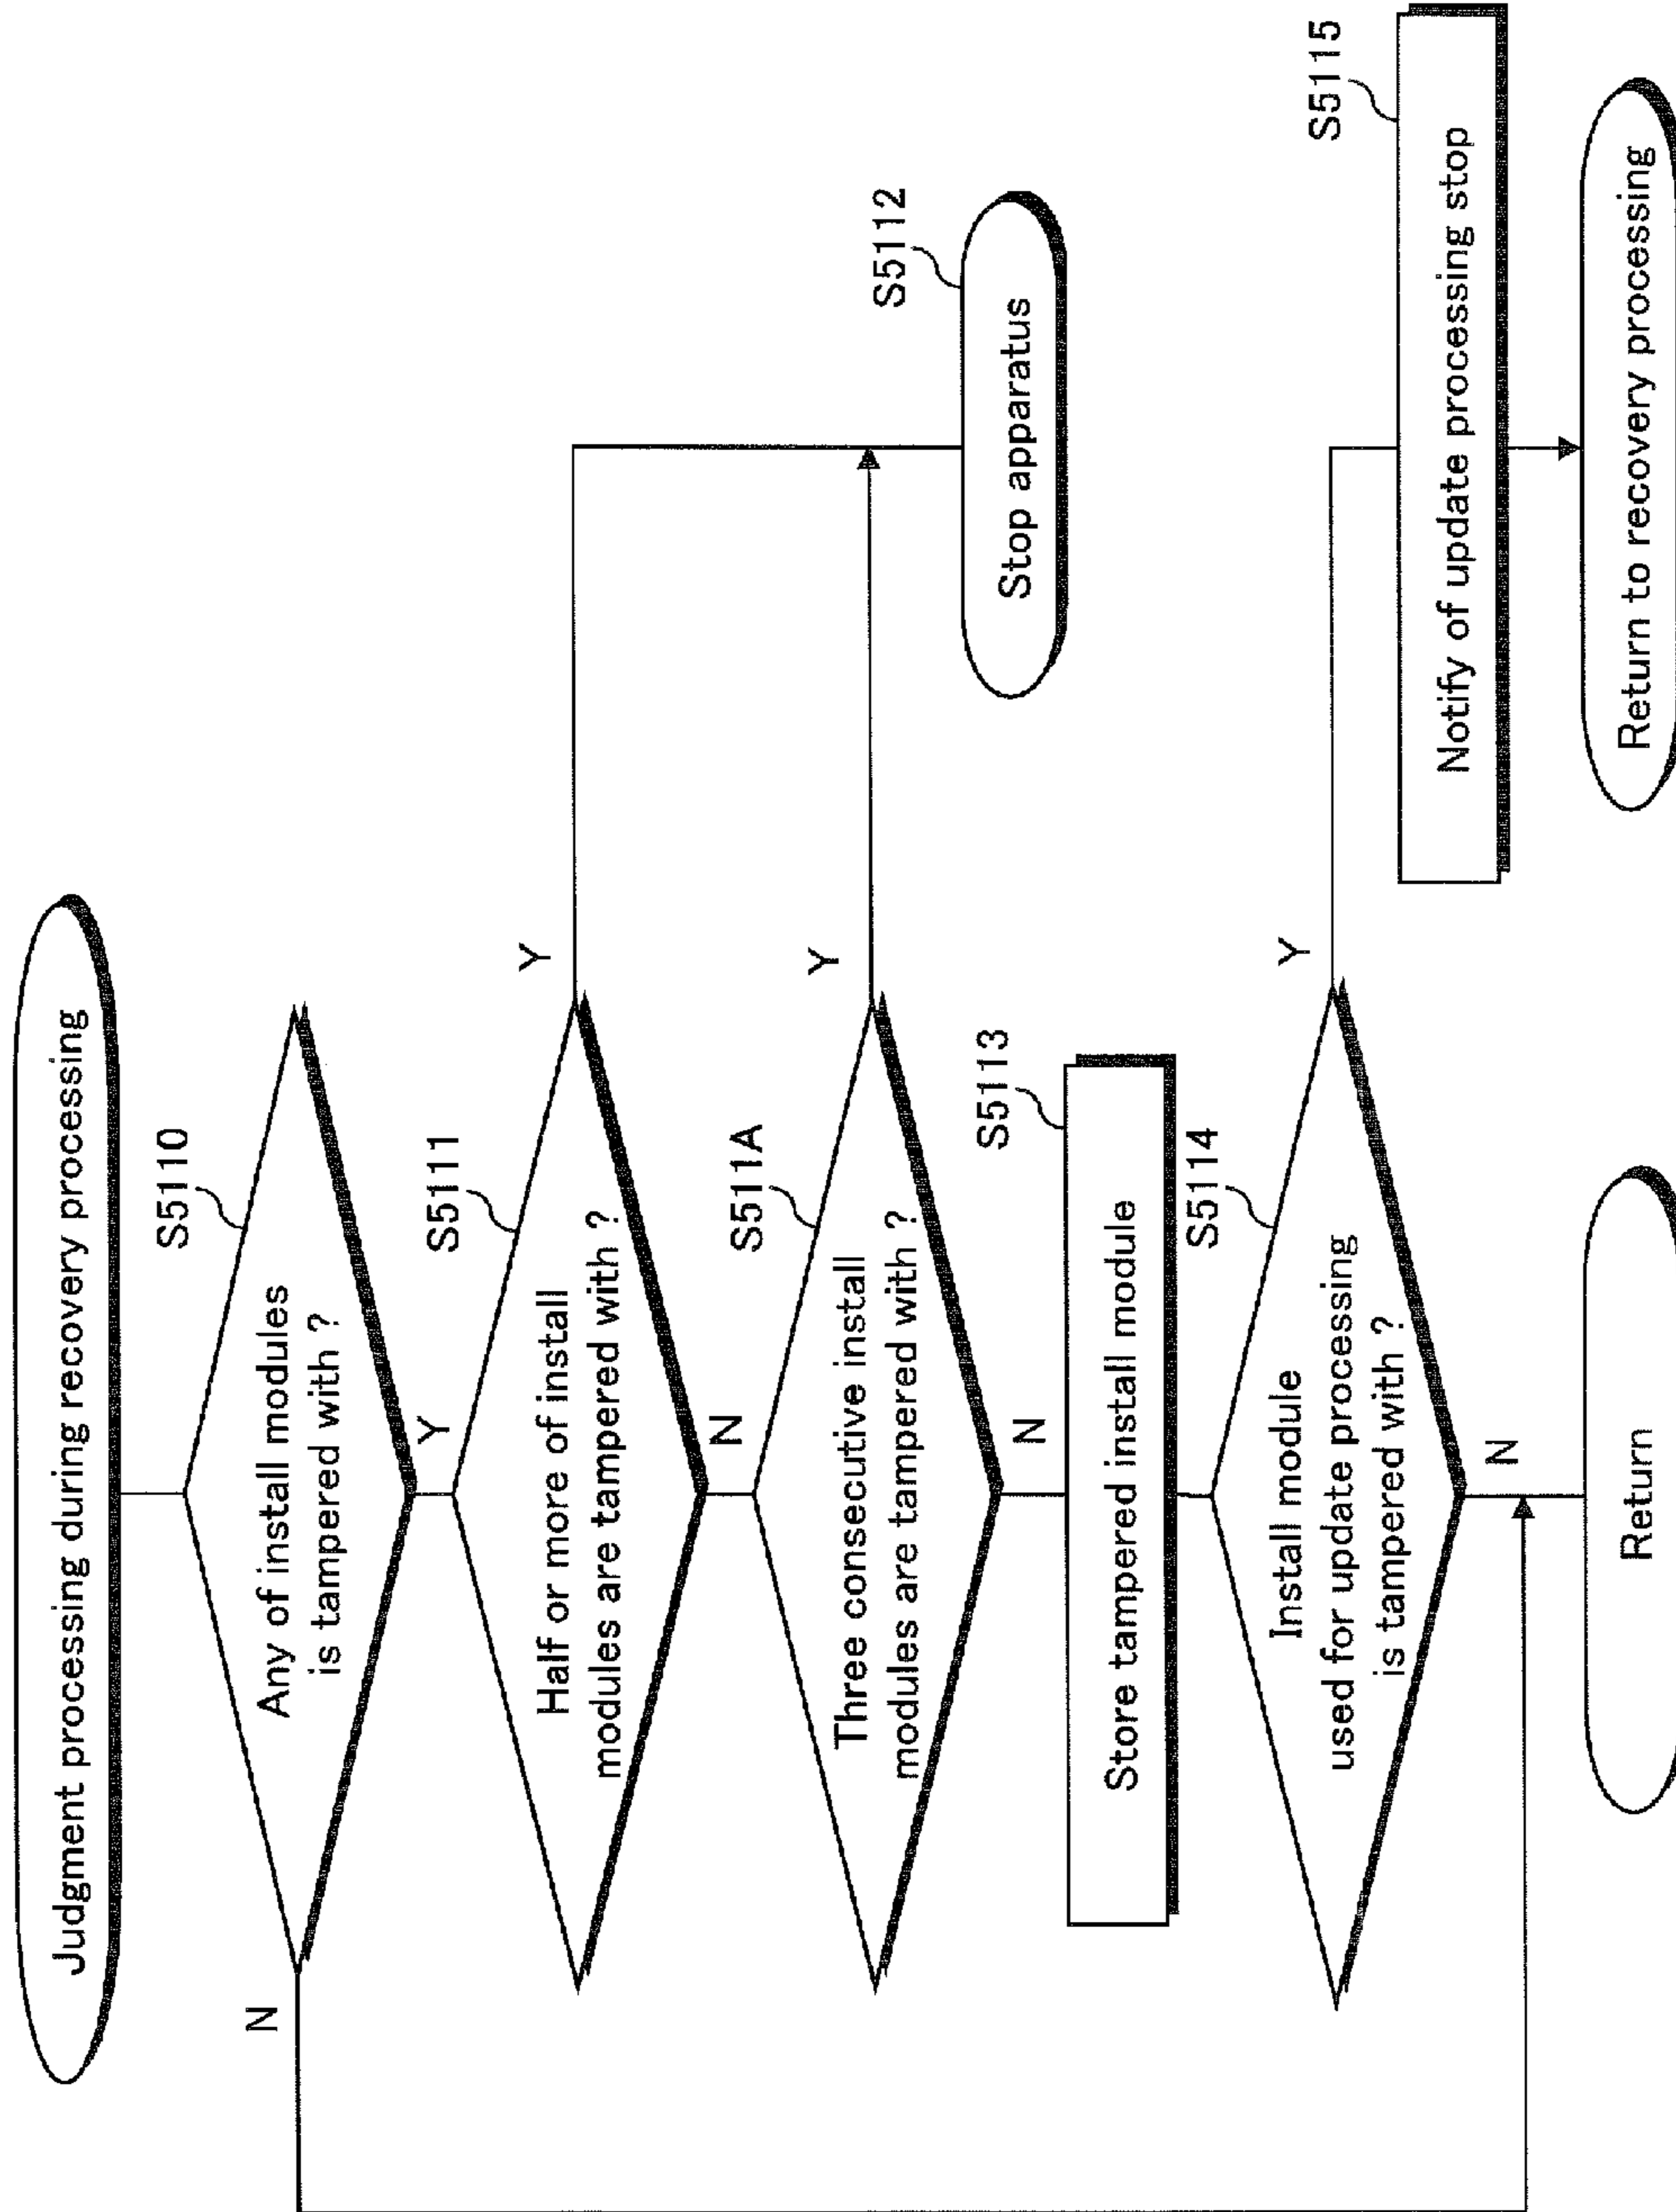 Judgment processing during recovery processing
S5110
Any of install modules
is tampered with ?
N
Y
S5111
Half or more of install
modules are tampered with ?
Y
N
S511A
Three consecutive install
modules are tampered with ?
Y
N
S5112
Stop apparatus
S5113
Store tampered install module
S5114
Install module
used for update processing
is tampered with ?
Y
N
S5115
Notify of update processing stop
Return
Return to recovery processing